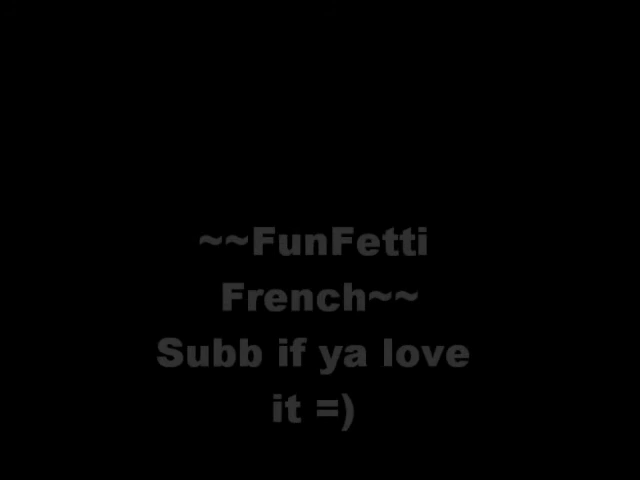 ~~FunFetti
French~~
Subb if ya love
it =)